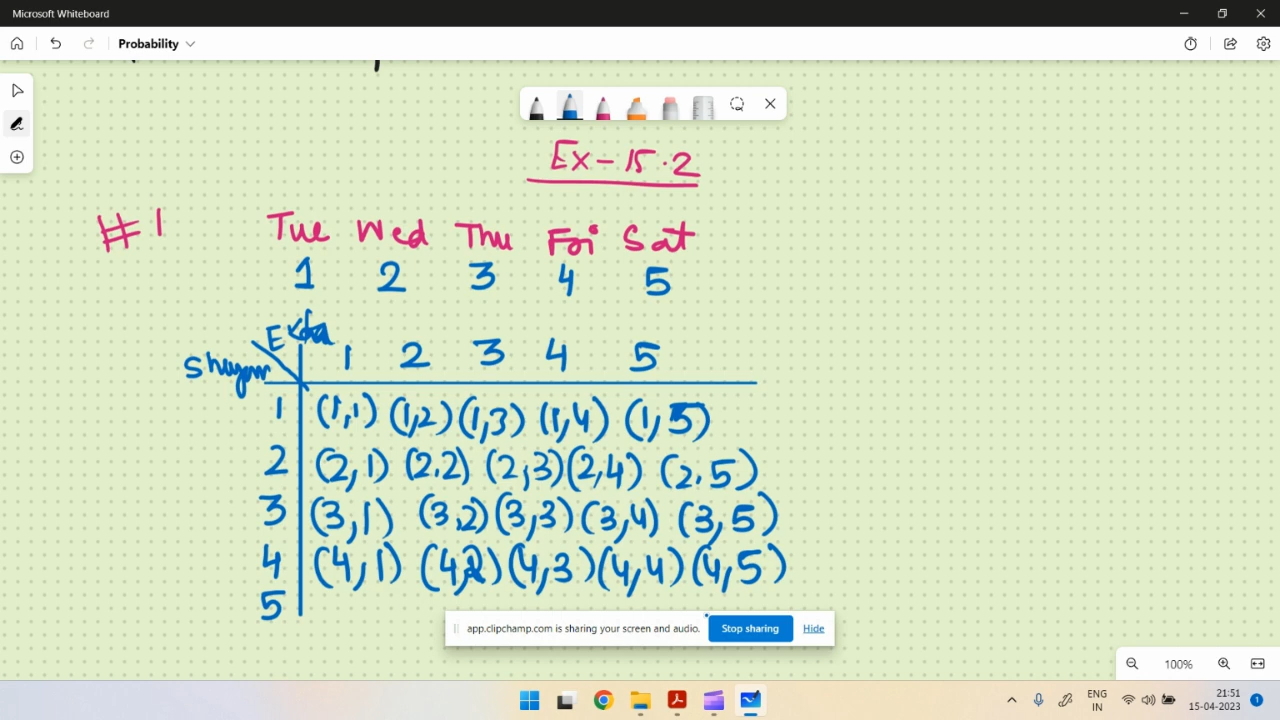 Microsoft Whiteboard
Probability
Ex-15.2
#1 Tue Wed Thu Fri Sat
1 2 3 4 5
Ekta
Shyam 1 2 3 4 5
1 (1,1) (1,2) (1,3) (1,4) (1,5)
2 (2,1) (2.2) (2,3) (2,4) (2.5)
3 (3,1) (3,2) (3,3) (3,4) (3,5)
4 (4,1) (4,2) (4,3) (4,4) (4,5)
5
app.clipchamp.com is sharing your screen and audio. Stop sharing Hide
100%
ENG 21:51
IN 15-04-2023 1